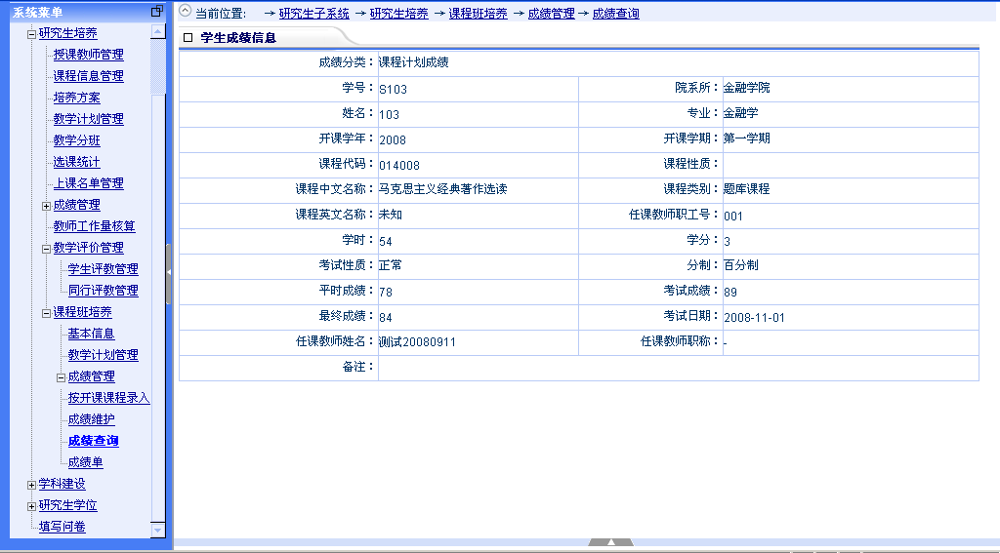 系统菜单
研究生培养
授课教师管理
课程信息管理
培养方案
教学计划管理
教学分班
选课统计
上课名单管理
成绩管理
教师工作量核算
教学评价管理
学生评教管理
同行评教管理
课程班培养
基本信息
教学计划管理
成绩管理
按开课课程录入
成绩维护
成绩查询
成绩单
学科建设
研究生学位
填写问卷
当前位置: →研究生子系统 →研究生培养 →课程班培养 →成绩管理 →成绩查询
学生成绩信息
成绩分类: 课程计划成绩
学号: S103 院系所: 金融学院
姓名: 103 专业: 金融学
开课学年: 2008 开课学期: 第一学期
课程代码: 014008 课程性质:
课程中文名称: 马克思主义经典著作选读 课程类别: 题库课程
课程英文名称: 未知 任课教师职工号: 001
学时: 54 学分: 3
考试性质: 正常 分制: 百分制
平时成绩: 78 考试成绩: 89
最终成绩: 84 考试日期: 2008-11-01
任课教师姓名: 测试20080911 任课教师职称: -
备注: